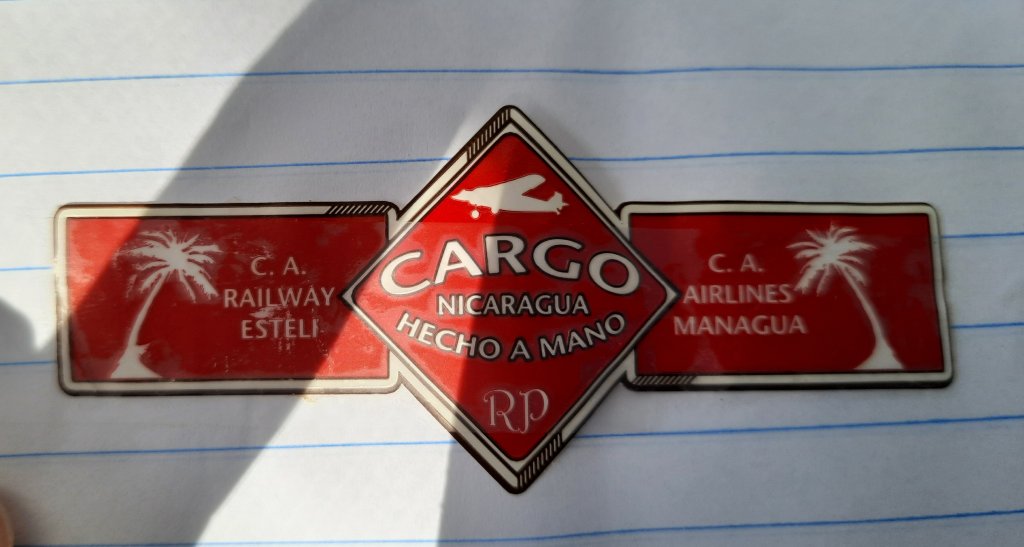 C. A.
RAILWAY
ESTELI
CARGO
NICARAGUA
HECHO A MANO
RP
C. A.
AIRLINES
MANAGUA